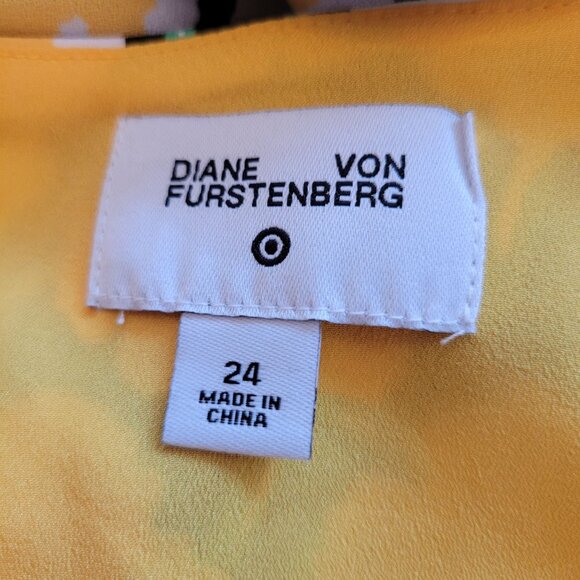 DIANE VON
FURSTENBERG
24
MADE IN
CHINA